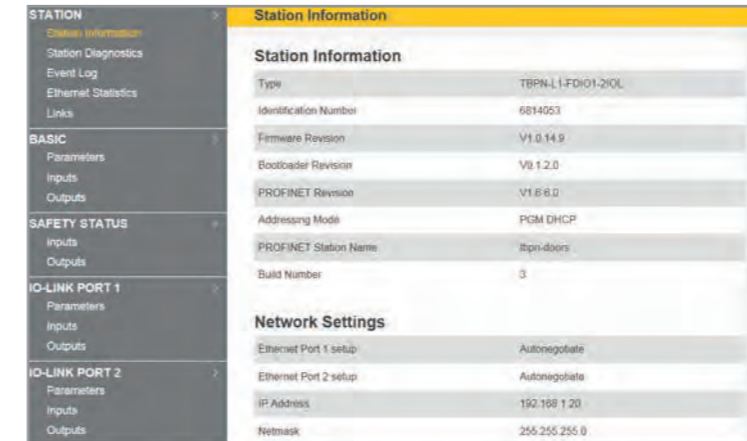 STATION
Station Information
Station Diagnostics
Event Log
Ethernet Statistics
Links
BASIC
Parameters
Inputs
Outputs
SAFETY STATUS
Inputs
Outputs
IO-LINK PORT 1
Parameters
Inputs
Outputs
IO-LINK PORT 2
Parameters
Inputs
Outputs
Station Information
Station Information
Type TBPN-L1-FDIO1-2IOL
Identification Number 6814053
Firmware Revision V1.0.14.9
Bootloader Revision V9.1.2.0
PROFINET Revision V1.6.6.0
Addressing Mode PGM DHCP
PROFINET Station Name tbpn-doors
Build Number 3
Network Settings
Ethernet Port 1 setup Autonegotiate
Ethernet Port 2 setup Autonegotiate
IP Address 192.168.1.20
Netmask 255.255.255.0